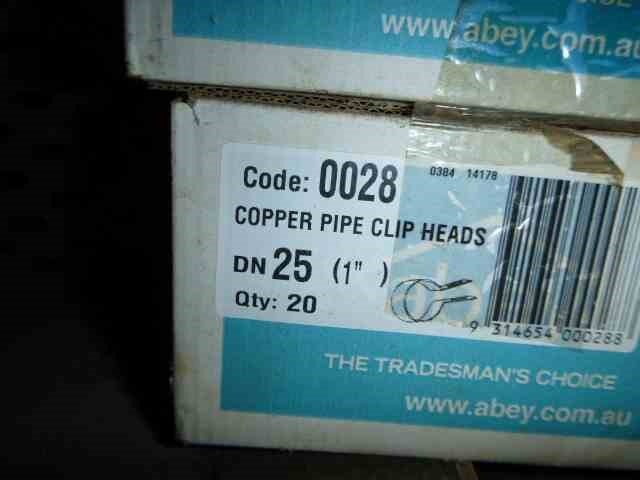 www.abey.com.au
Code: 0028
0384 14178
COPPER PIPE CLIP HEADS
DN 25 (1" )
Qty: 20
9 314654 000288
THE TRADESMAN'S CHOICE
www.abey.com.au